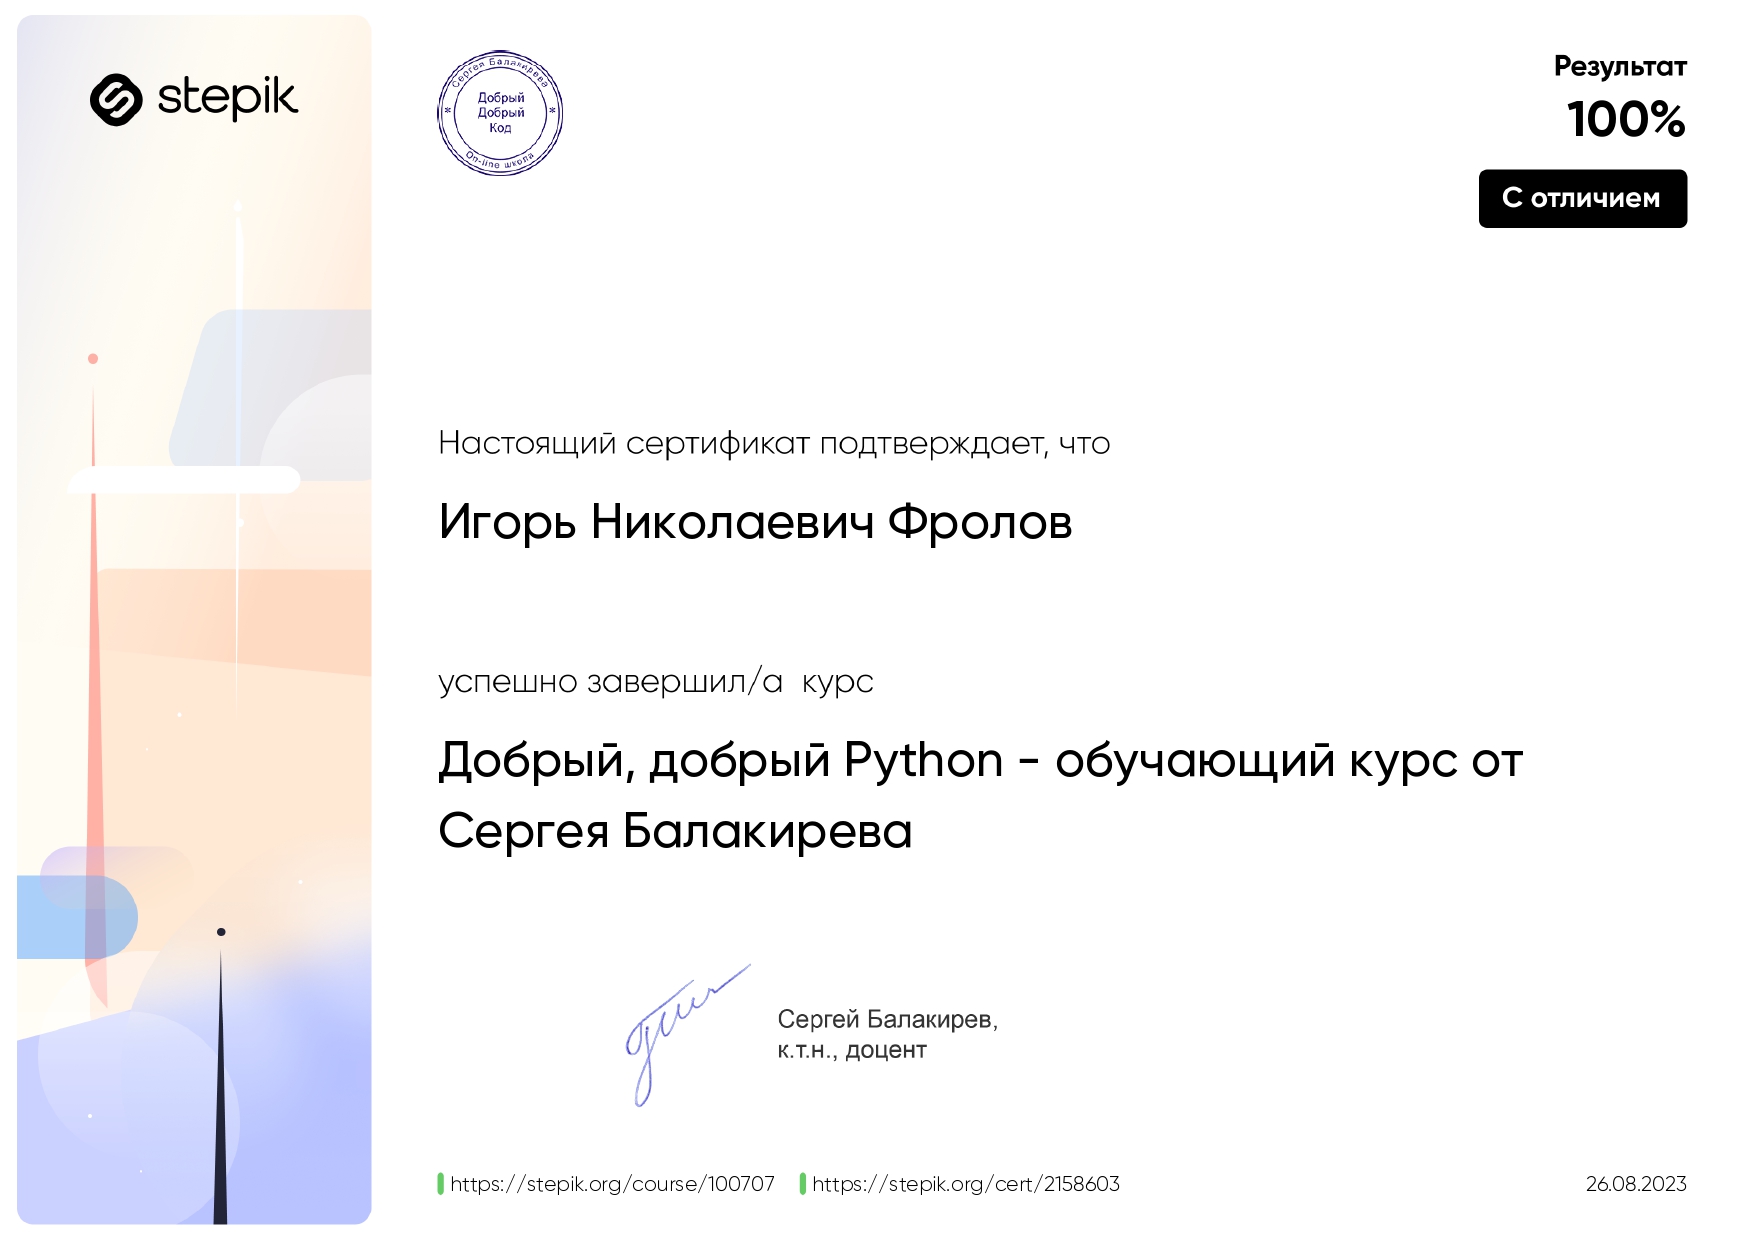 stepik
Сергея Балакирева
Добрый
Добрый
Код
On-line школа
Результат
100%
С отличием
Настоящий сертификат подтверждает, что
Игорь Николаевич Фролов
успешно завершил/а курс
Добрый, добрый Python - обучающий курс от
Сергея Балакирева
Сергей Балакирев,
к.т.н., доцент
https://stepik.org/course/100707
https://stepik.org/cert/2158603
26.08.2023